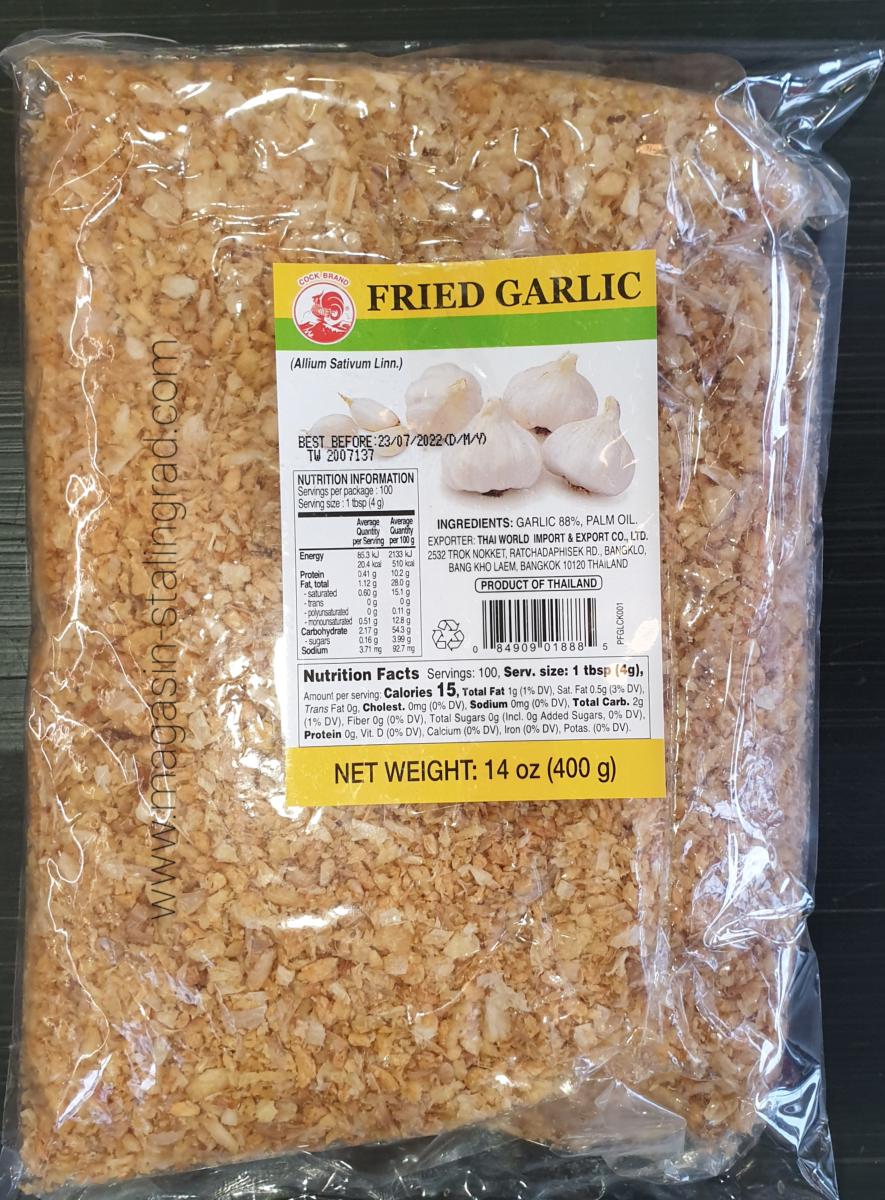 COCK BRAND
FRIED GARLIC
(Allium Sativum Linn.)
BEST BEFORE:23/07/2022(D/M/Y)
TW 2007137
NUTRITION INFORMATION
Servings per package : 100
Serving size : 1 tbsp (4 g)
Average Quantity per Serving Average Quantity per 100 g
Energy 85.3 kJ 2133 kJ
20.4 kcal 510 kcal
Protein 0.41 g 10.2 g
Fat, total 1.12 g 28.0 g
- saturated 0.60 g 15.1 g
- trans 0 g 0 g
- polyunsaturated 0 g 0.11 g
- monounsaturated 0.51 g 12.8 g
Carbohydrate 2.17 g 54.3 g
- sugars 0.16 g 3.99 g
Sodium 3.71 mg 92.7 mg
INGREDIENTS: GARLIC 88%, PALM OIL.
EXPORTER: THAI WORLD IMPORT & EXPORT CO., LTD.
2532 TROK NOKKET, RATCHADAPHISEK RD., BANGKLO,
BANG KHO LAEM, BANGKOK 10120 THAILAND
PRODUCT OF THAILAND
0 84909 01888 5
PFGLCK001
Nutrition Facts Servings: 100, Serv. size: 1 tbsp (4g),
Amount per serving: Calories 15, Total Fat 1g (1% DV), Sat. Fat 0.5g (3% DV),
Trans Fat 0g, Cholest. 0mg (0% DV), Sodium 0mg (0% DV), Total Carb. 2g
(1% DV), Fiber 0g (0% DV), Total Sugars 0g (Incl. 0g Added Sugars, 0% DV),
Protein 0g, Vit. D (0% DV), Calcium (0% DV), Iron (0% DV), Potas. (0% DV).
NET WEIGHT: 14 oz (400 g)
www.magasin-stalingrad.com